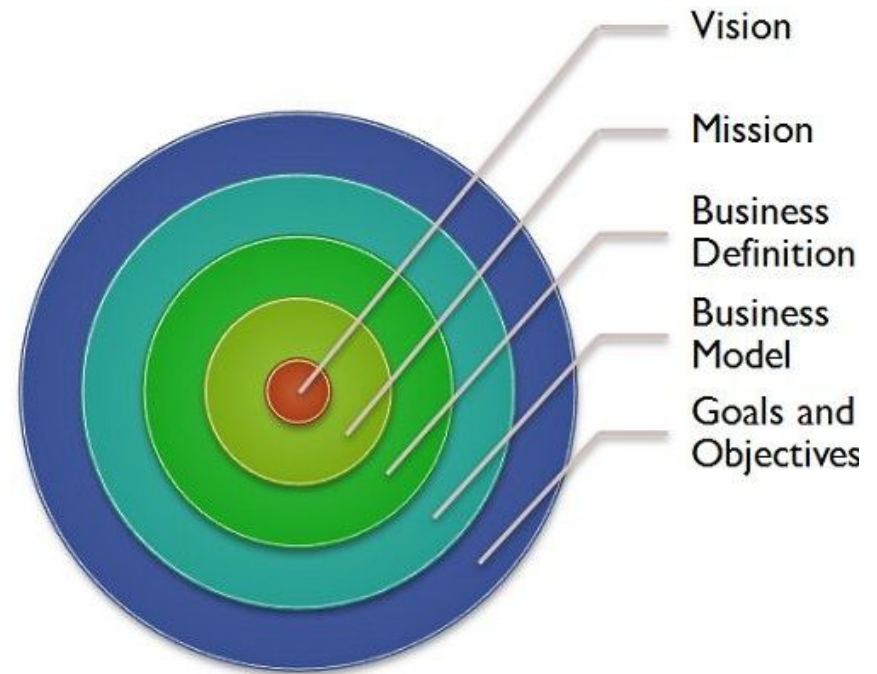 Vision
Mission
Business
Definition
Business
Model
Goals and
Objectives